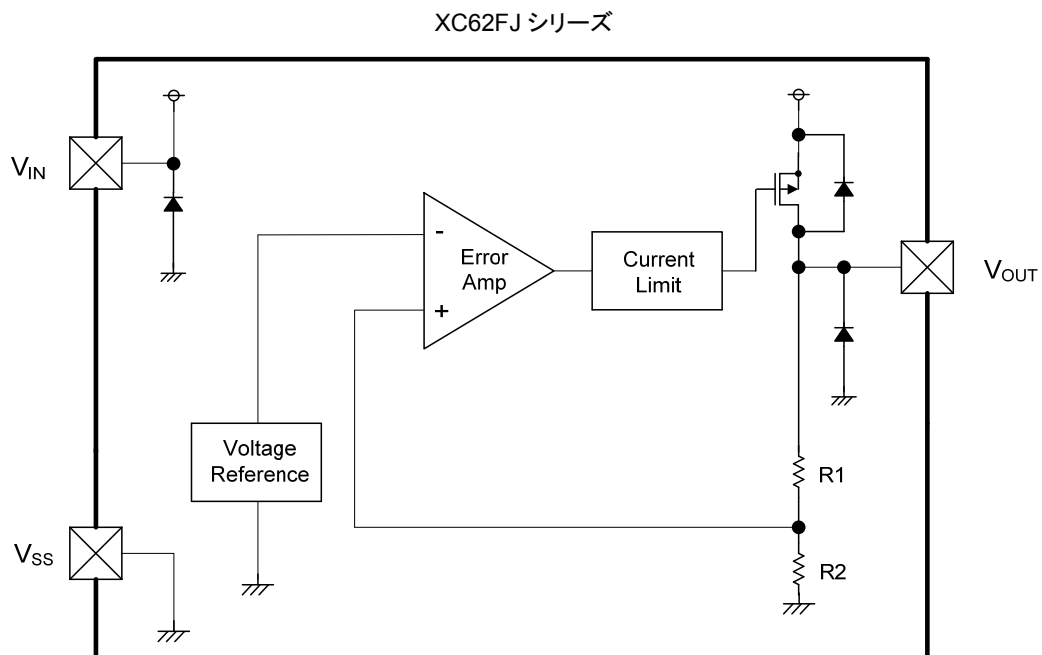 XC62FJ シリーズ
VIN
-
Error
Amp
+
Current
Limit
VOUT
Voltage
Reference
R1
VSS
R2